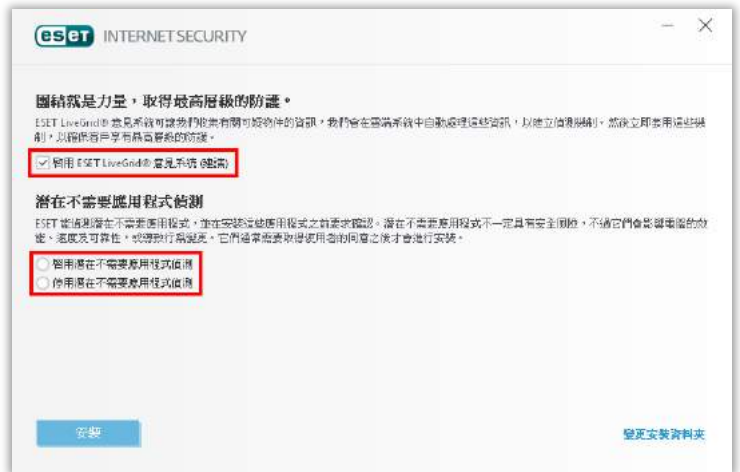 eset INTERNET SECURITY
團結就是力量，取得最高層級的防護。
ESET LiveGrid® 意見系統可讓我們收集有關可疑物件的資訊，我們會在雲端系統中自動處理這些資訊，以建立偵測機制，然後立即套用這些機
制，以確保客戶享有最高層級的防護。
啟用 ESET LiveGrid® 意見系統 (建議)
潛在不需要應用程式偵測
ESET 能偵測潛在不需要應用程式，並在安裝這些應用程式之前要求確認。潛在不需要應用程式不一定具有安全風險，不過它們會影響電腦的效
能、速度及可靠性，或導致行為變更。它們通常需要取得使用者的同意之後才會進行安裝。
啟用潛在不需要應用程式偵測
停用潛在不需要應用程式偵測
安裝
變更安裝資料夾